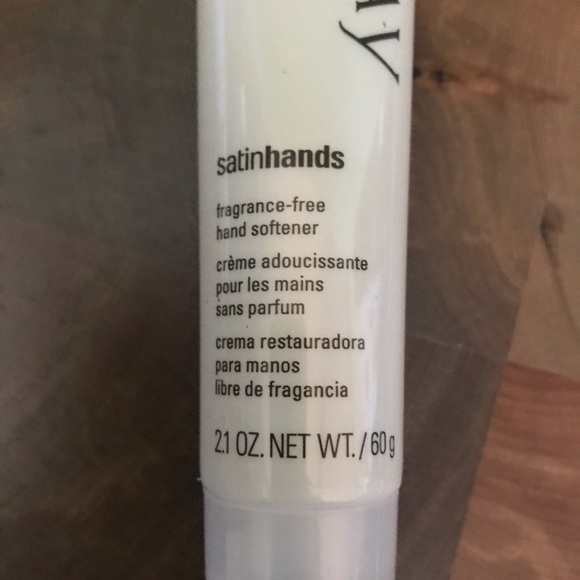 ay
satinhands
fragrance-free
hand softener
crème adoucissante
pour les mains
sans parfum
crema restauradora
para manos
libre de fragancia
2.1 OZ. NET WT. / 60 g